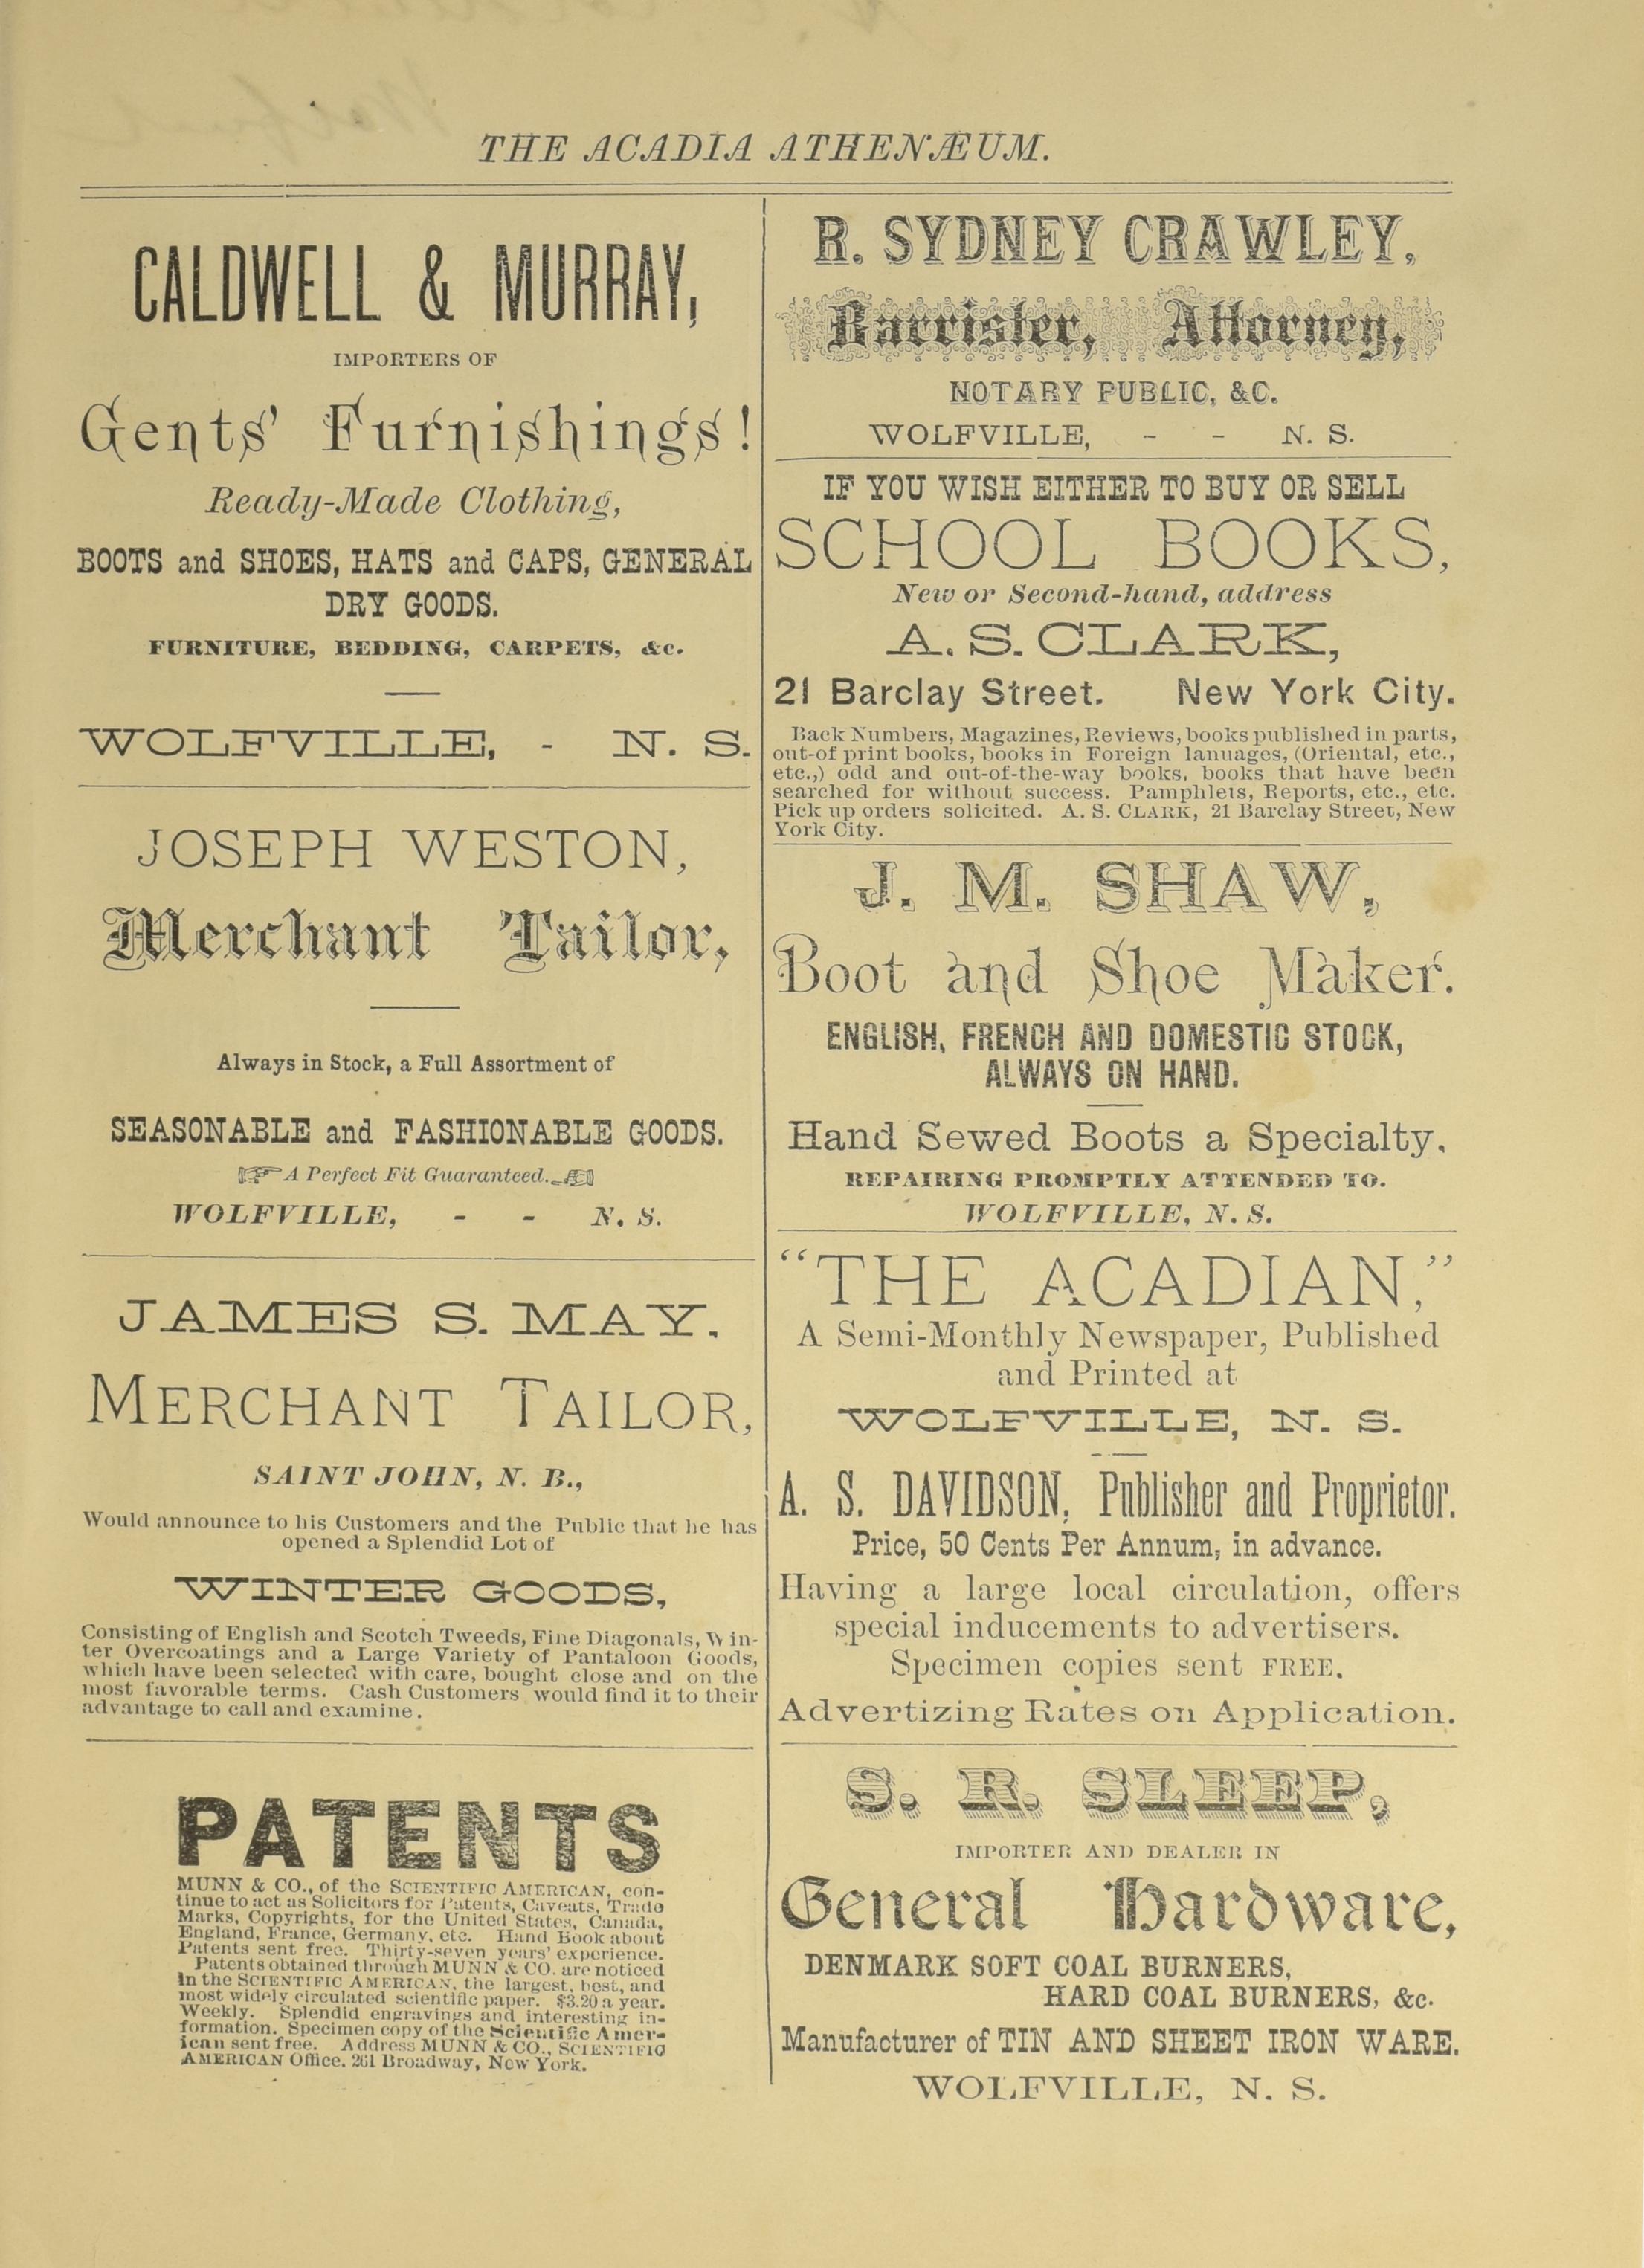 THE ACADIA ATHENÆUM.
CALDWELL & MURRAY,
IMPORTERS OF
Gents' Furnishings!
Ready-Made Clothing,
BOOTS and SHOES, HATS and CAPS, GENERAL
DRY GOODS.
FURNITURE, BEDDING, CARPETS, &c.
WOLFVILLE, - N. S.
JOSEPH WESTON,
Merchant Tailor,
Always in Stock, a Full Assortment of
SEASONABLE and FASHIONABLE GOODS.
A Perfect Fit Guaranteed.
WOLFVILLE, - - N. S.
JAMES S. MAY.
MERCHANT TAILOR,
SAINT JOHN, N. B.,
Would announce to his Customers and the Public that he has
opened a Splendid Lot of
WINTER GOODS,
Consisting of English and Scotch Tweeds, Fine Diagonals, Win-
ter Overcoatings and a Large Variety of Pantaloon Goods,
which have been selected with care, bought close and on the
most favorable terms. Cash Customers would find it to their
advantage to call and examine.
PATENTS
MUNN & CO., of the SCIENTIFIC AMERICAN, con-
tinue to act as Solicitors for Patents, Caveats, Trade
Marks, Copyrights, for the United States, Canada,
England, France, Germany, etc. Hand Book about
Patents sent free. Thirty-seven years' experience.
Patents obtained through MUNN & CO. are noticed
in the SCIENTIFIC AMERICAN, the largest, best, and
most widely circulated scientific paper. $3.20 a year.
Weekly. Splendid engravings and interesting in-
formation. Specimen copy of the Scientific Amer-
ican sent free. Address MUNN & CO., SCIENTIFIC
AMERICAN Office, 261 Broadway, New York.
R. SYDNEY CRAWLEY,
Barrister, Attorney,
NOTARY PUBLIC, &C.
WOLFVILLE, - - N. S.
IF YOU WISH EITHER TO BUY OR SELL
SCHOOL BOOKS,
New or Second-hand, address
A. S. CLARK,
21 Barclay Street. New York City.
Back Numbers, Magazines, Reviews, books published in parts,
out-of print books, books in Foreign lanuages, (Oriental, etc.,
etc.,) odd and out-of-the-way books, books that have been
searched for without success. Pamphlets, Reports, etc., etc.
Pick up orders solicited. A. S. CLARK, 21 Barclay Street, New
York City.
J. M. SHAW,
Boot and Shoe Maker.
ENGLISH, FRENCH AND DOMESTIC STOCK,
ALWAYS ON HAND.
Hand Sewed Boots a Specialty.
REPAIRING PROMPTLY ATTENDED TO.
WOLFVILLE, N. S.
"THE ACADIAN,"
A Semi-Monthly Newspaper, Published
and Printed at
WOLFVILLE, N. S.
A. S. DAVIDSON, Publisher and Proprietor.
Price, 50 Cents Per Annum, in advance.
Having a large local circulation, offers
special inducements to advertisers.
Specimen copies sent FREE.
Advertizing Rates on Application.
S. R. SLEEP,
IMPORTER AND DEALER IN
General Hardware,
DENMARK SOFT COAL BURNERS,
HARD COAL BURNERS, &c.
Manufacturer of TIN AND SHEET IRON WARE.
WOLFVILLE, N. S.